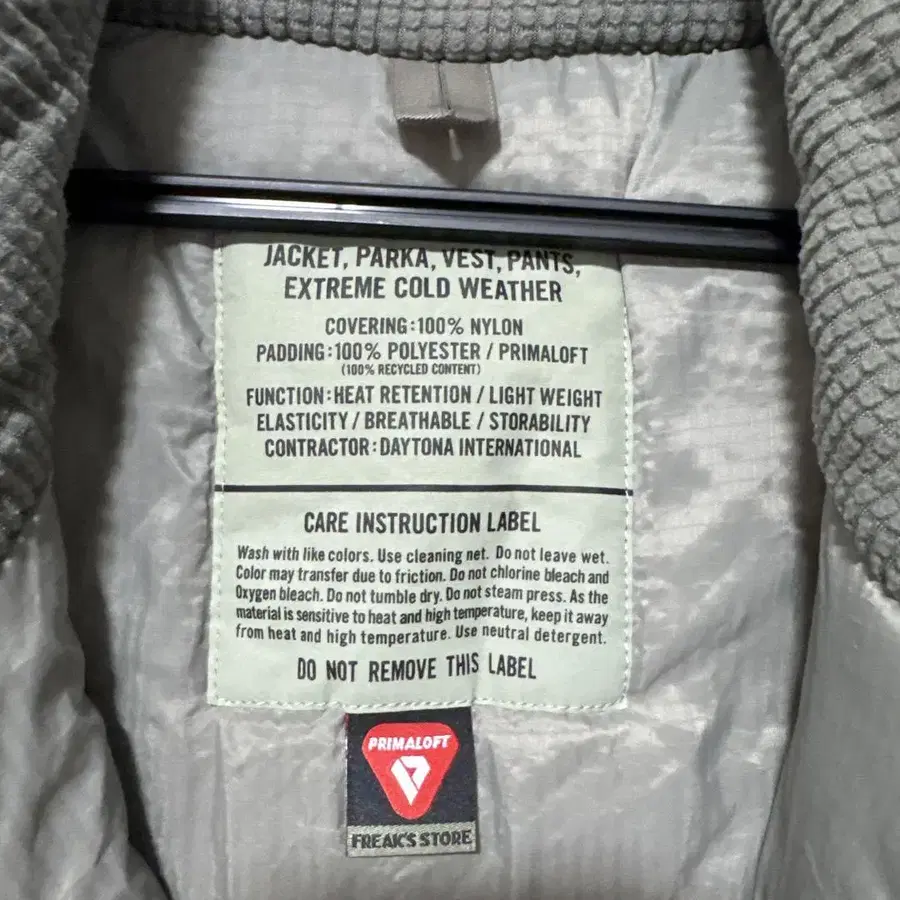 JACKET, PARKA, VEST, PANTS,
EXTREME COLD WEATHER
COVERING:100% NYLON
PADDING:100% POLYESTER / PRIMALOFT
(100% RECYCLED CONTENT)
FUNCTION:HEAT RETENTION / LIGHT WEIGHT
ELASTICITY / BREATHABLE / STORABILITY
CONTRACTOR:DAYTONA INTERNATIONAL
CARE INSTRUCTION LABEL
Wash with like colors. Use cleaning net. Do not leave wet.
Color may transfer due to friction. Do not chlorine bleach and
Oxygen bleach. Do not tumble dry. Do not steam press. As the
material is sensitive to heat and high temperature, keep it away
from heat and high temperature. Use neutral detergent.
DO NOT REMOVE THIS LABEL
PRIMALOFT
FREAK'S STORE